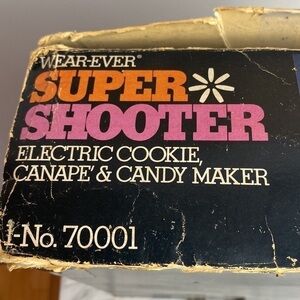 WEAR-EVER®
SUPER
SHOOTER
ELECTRIC COOKIE,
CANAPE' & CANDY MAKER
-No. 70001